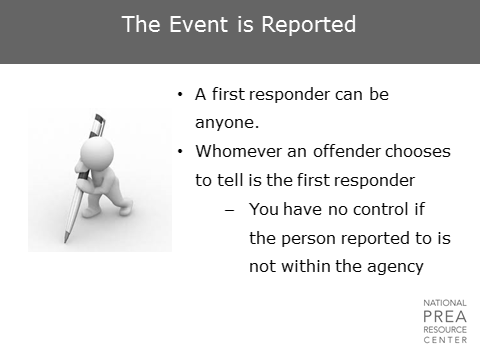 The Event is Reported
• A first responder can be
anyone.
• Whomever an offender chooses
to tell is the first responder
– You have no control if
the person reported to is
not within the agency
NATIONAL
PREA
RESOURCE
CENTER